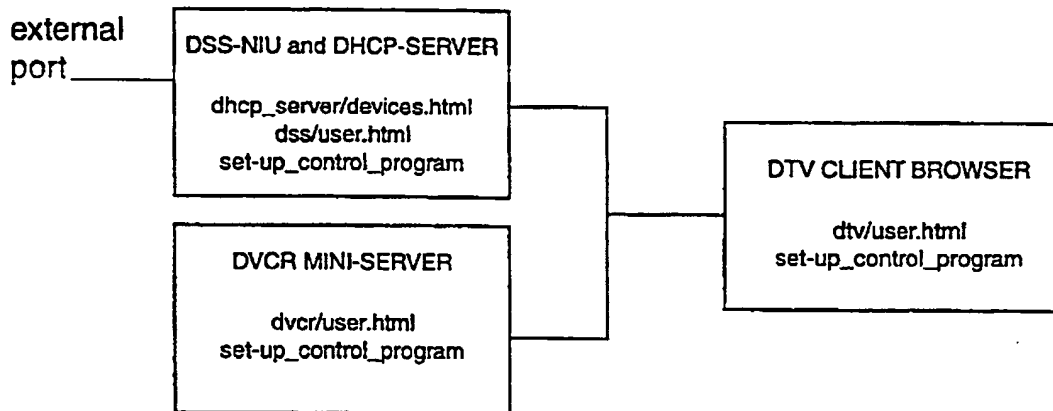 external
port
DSS-NIU and DHCP-SERVER
dhcp_server/devices.html
dss/user.html
set-up_control_program
DVCR MINI-SERVER
dvcr/user.html
set-up_control_program
DTV CLIENT BROWSER
dtv/user.html
set-up_control_program